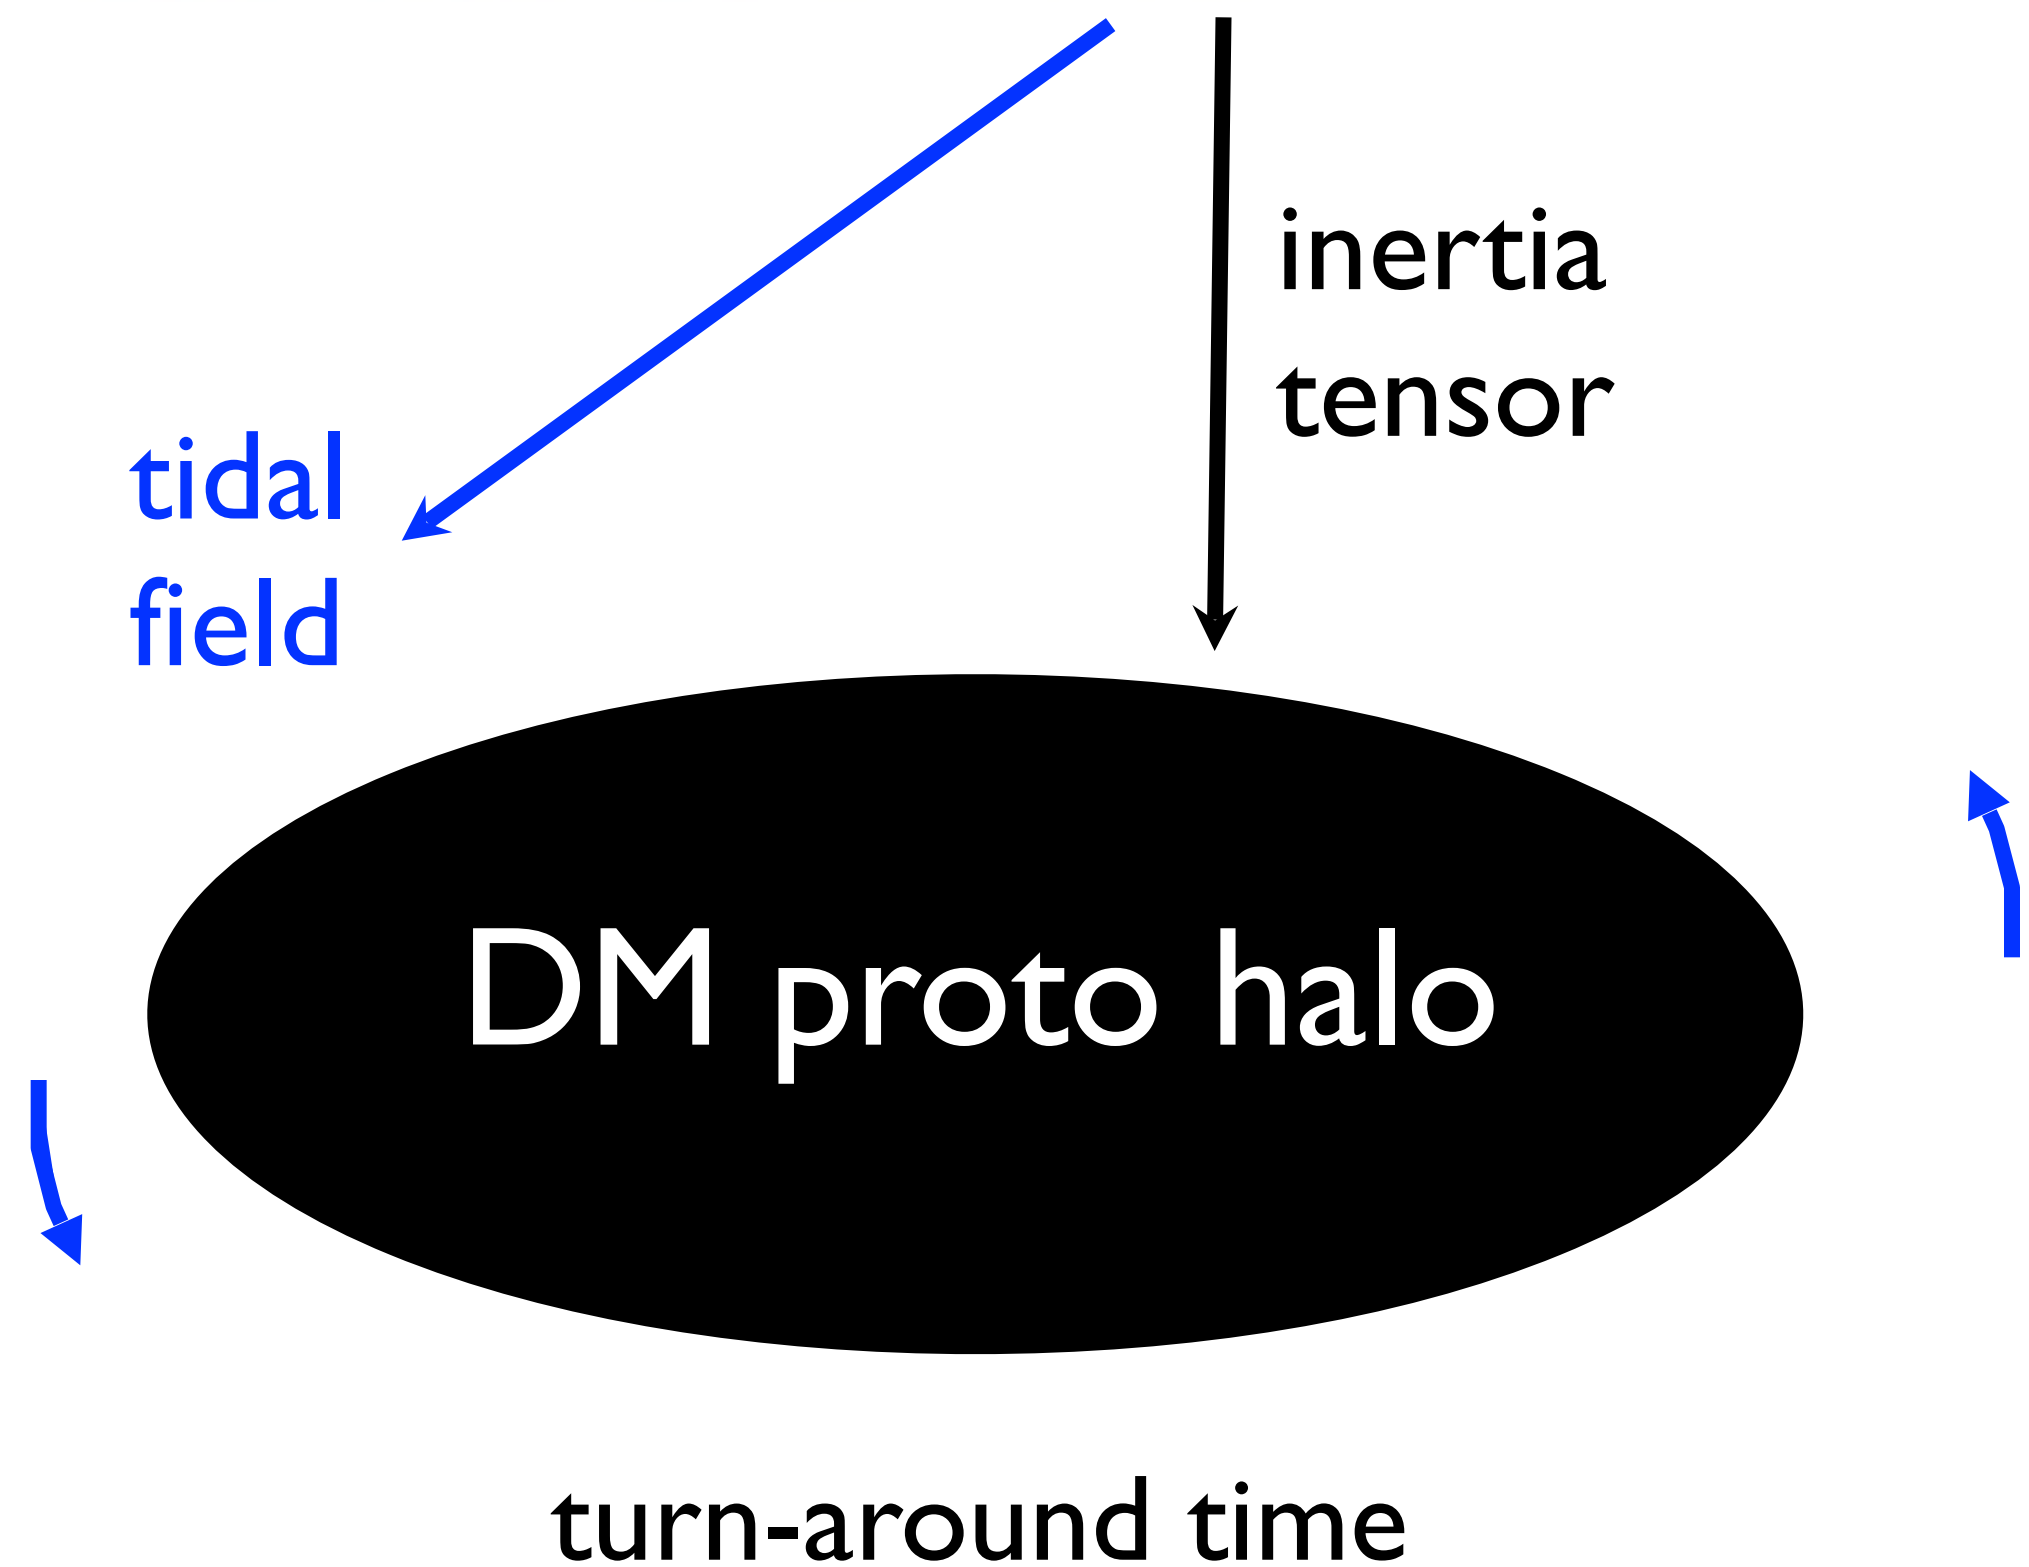 inertia
tensor
tidal
field
DM proto halo
turn-around time